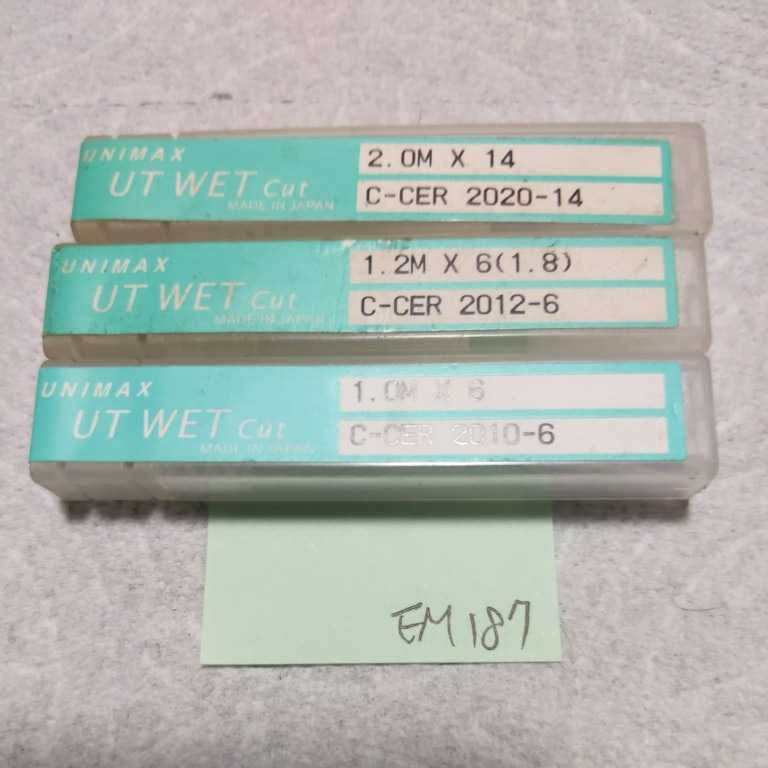 UNIMAX
UT WET Cut
MADE IN JAPAN
2.0M X 14
C-CER 2020-14
UNIMAX
UT WET Cut
MADE IN JAPAN
1.2M X 6(1.8)
C-CER 2012-6
UNIMAX
UT WET Cut
MADE IN JAPAN
1.0M X 6
C-CER 2010-6
EM187